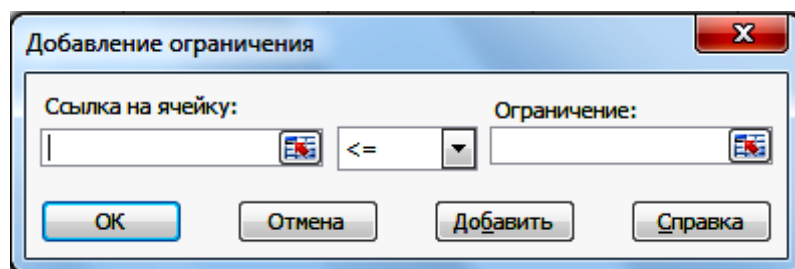 Добавление ограничения
Ссылка на ячейку: Ограничение:
<=
ОК Отмена Добавить Справка